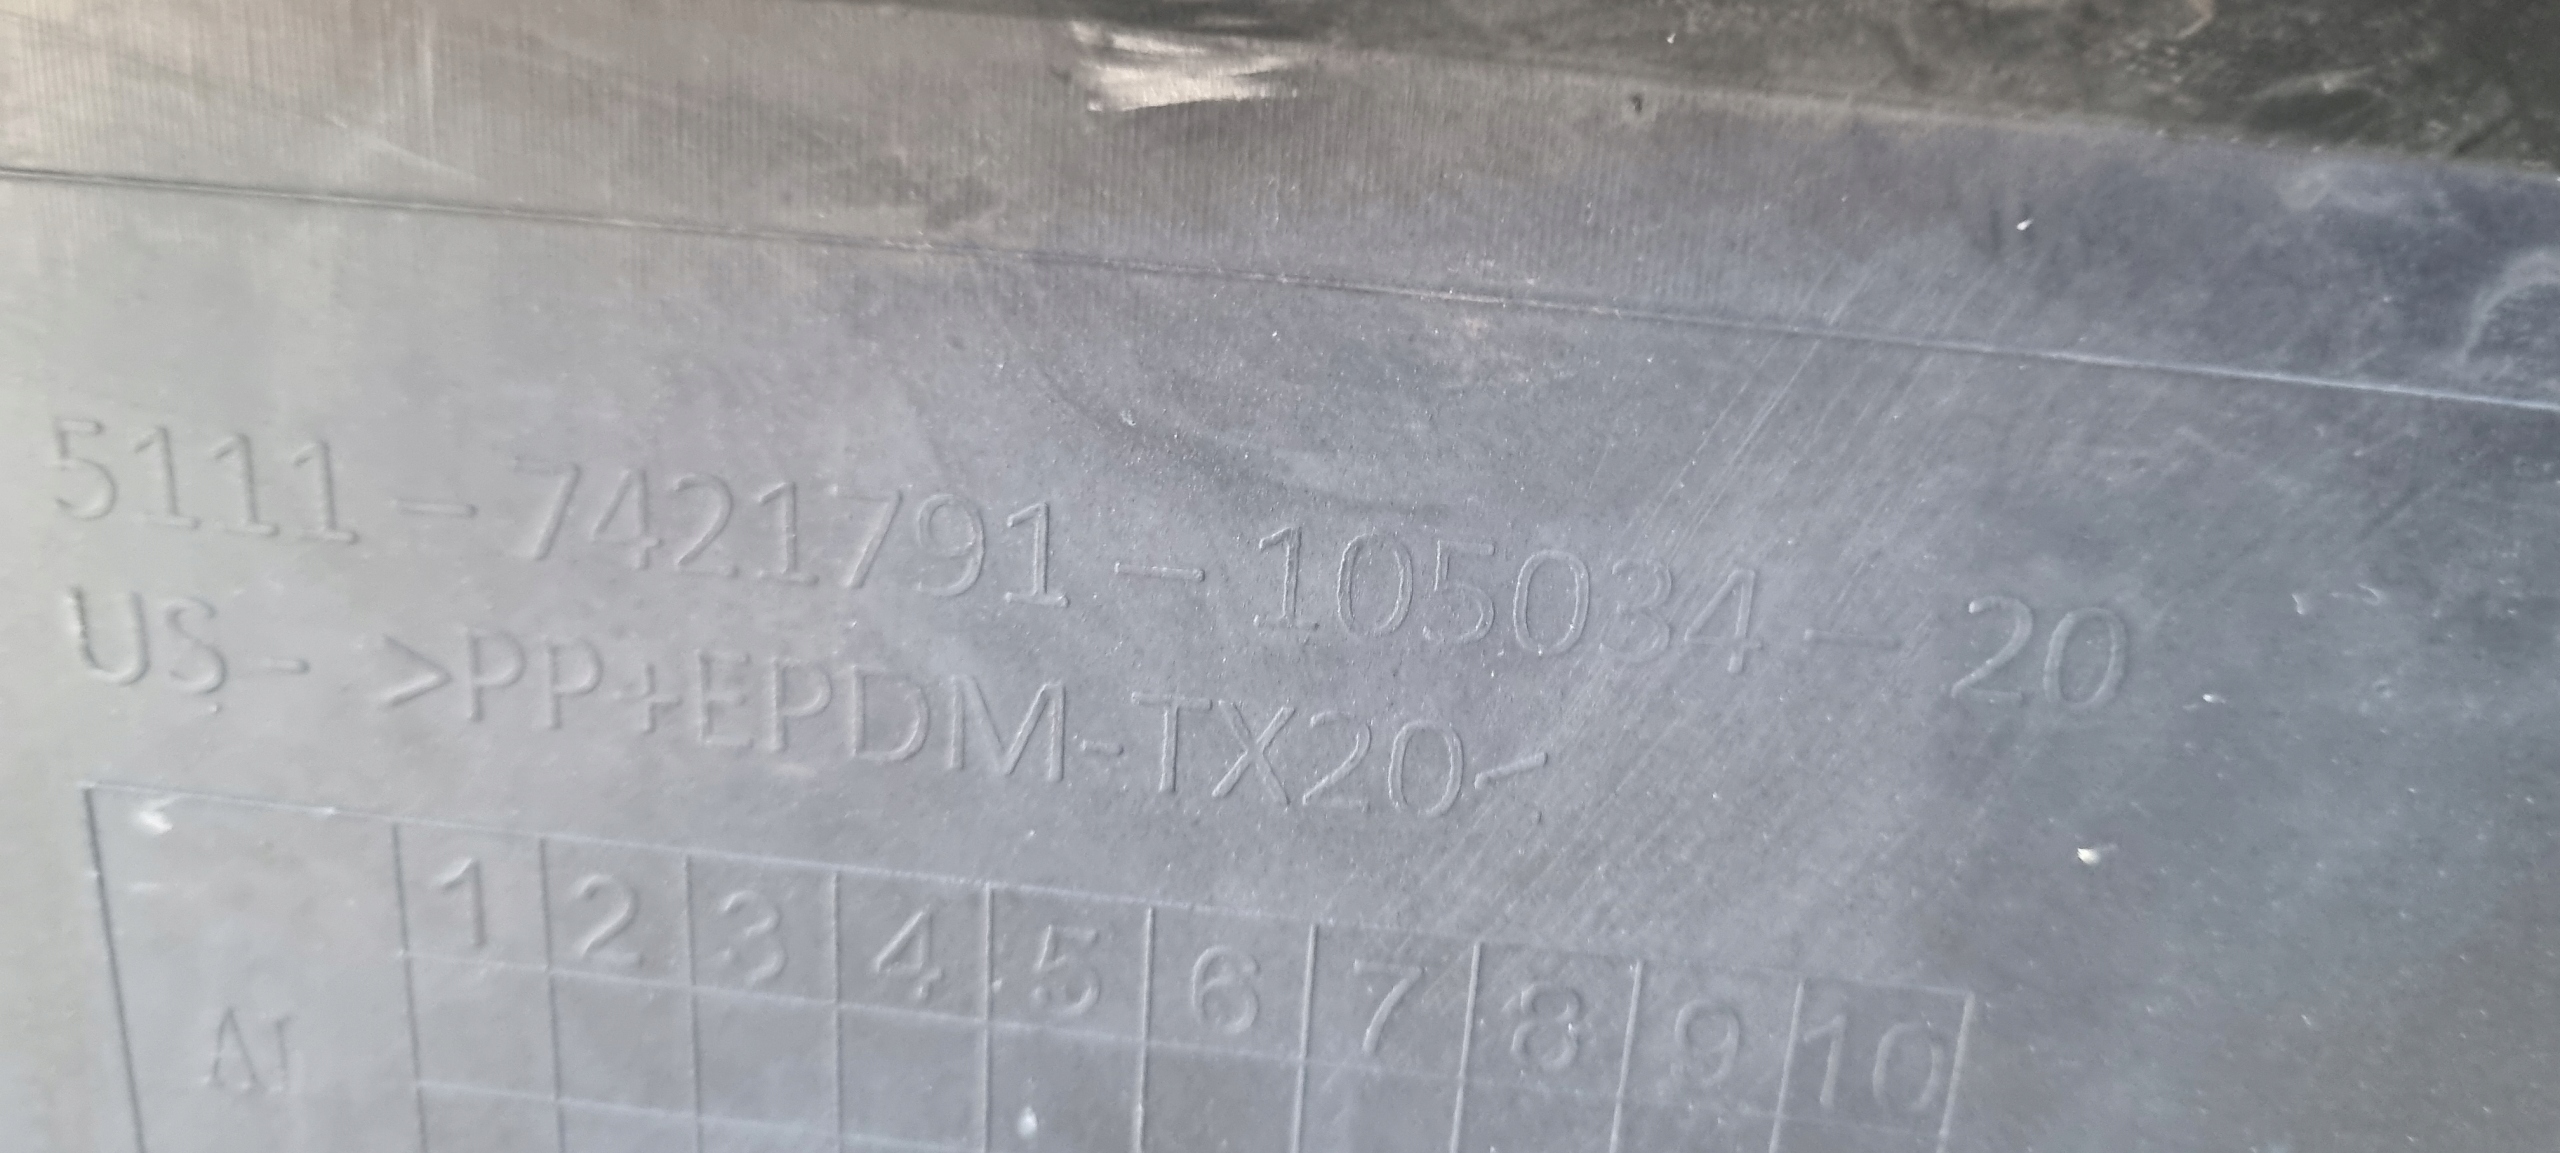 5111 - 7421791 - 105034 - 20
US- >PP+EPDM-TX20<
1 2 3 4 5 6 7 8 9 10